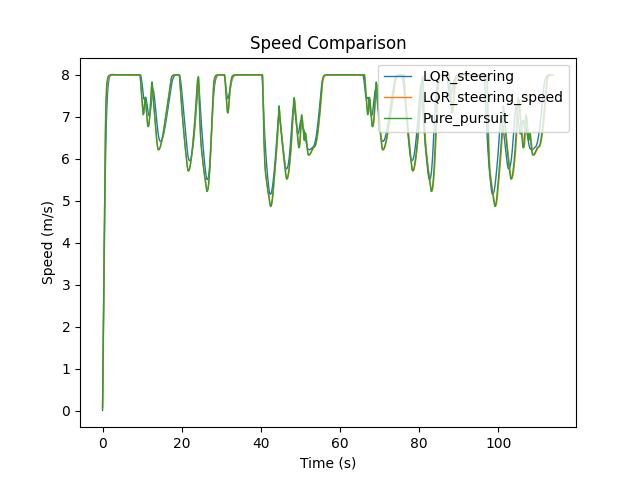 Speed Comparison
8
7
6
5
4
3
2
1
0
Speed (m/s)
LQR_steering
LQR_steering_speed
Pure_pursuit
0 20 40 60 80 100
Time (s)